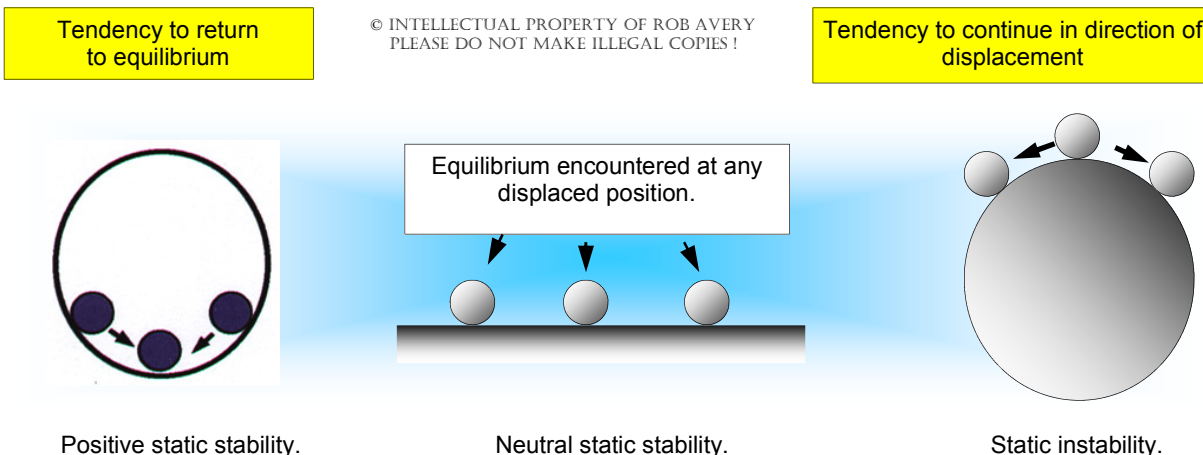 Tendency to return
to equilibrium
© INTELLECTUAL PROPERTY OF ROB AVERY
PLEASE DO NOT MAKE ILLEGAL COPIES !
Tendency to continue in direction of
displacement
Equilibrium encountered at any
displaced position.
Positive static stability.
Neutral static stability.
Static instability.